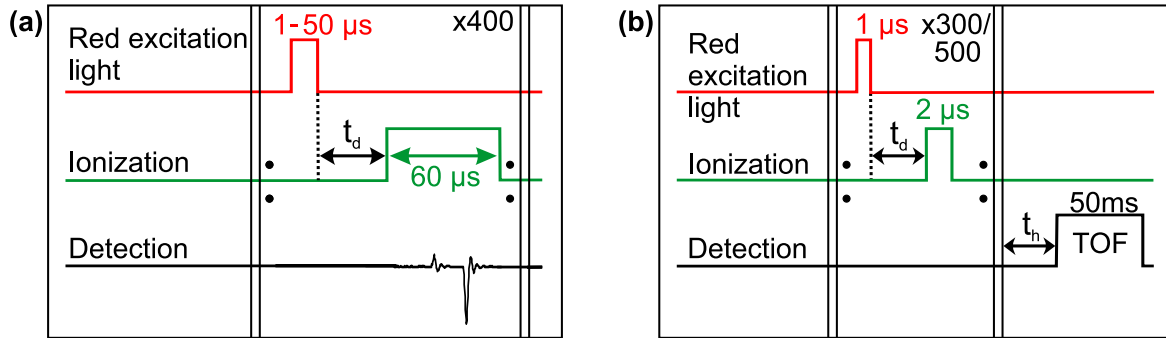 (a)
1-50 μs
x400
Red excitation
light
t_d
Ionization
60 μs
Detection
(b)
1 μs
x300/
500
Red
excitation
light
2 μs
t_d
Ionization
50ms
t_h
TOF
Detection